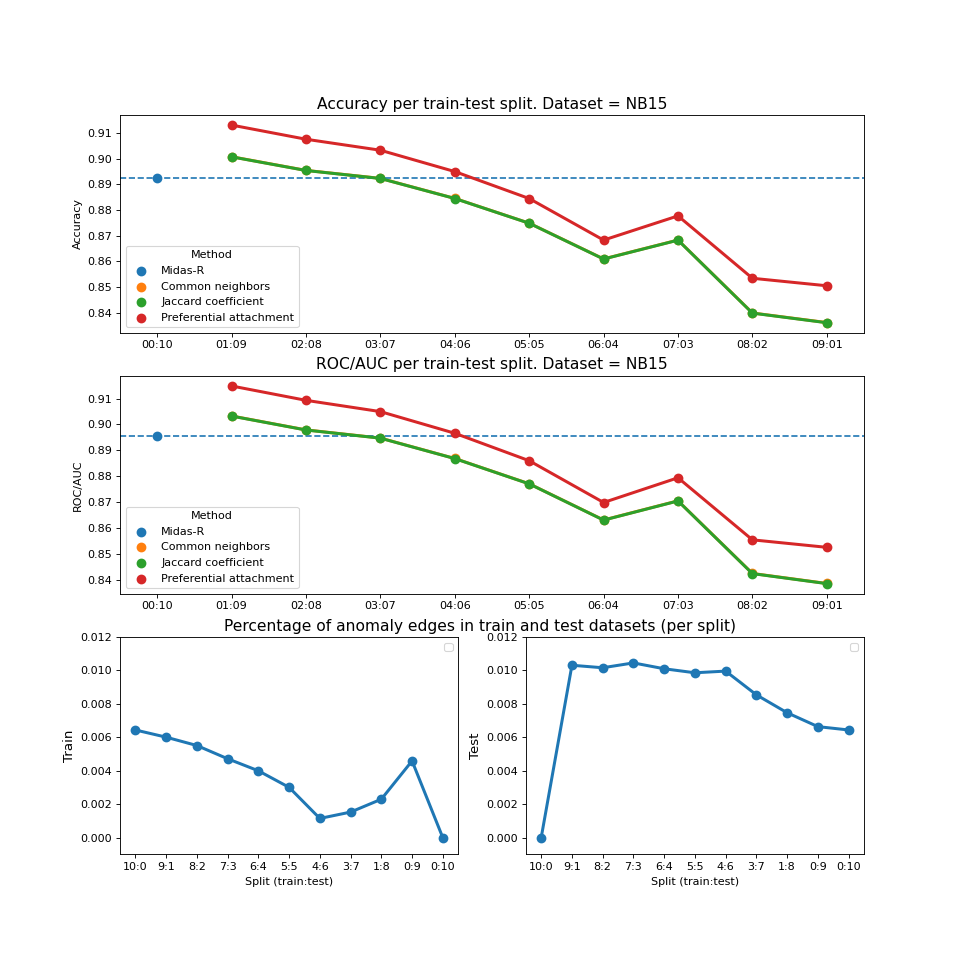 Accuracy per train-test split. Dataset = NB15
Accuracy
0.91
0.90
0.89
0.88
0.87
0.86
0.85
0.84
Method
Midas-R
Common neighbors
Jaccard coefficient
Preferential attachment
00:10 01:09 02:08 03:07 04:06 05:05 06:04 07:03 08:02 09:01
ROC/AUC per train-test split. Dataset = NB15
ROC/AUC
0.91
0.90
0.89
0.88
0.87
0.86
0.85
0.84
Method
Midas-R
Common neighbors
Jaccard coefficient
Preferential attachment
00:10 01:09 02:08 03:07 04:06 05:05 06:04 07:03 08:02 09:01
Percentage of anomaly edges in train and test datasets (per split)
Train
0.012
0.010
0.008
0.006
0.004
0.002
0.000
10:0 9:1 8:2 7:3 6:4 5:5 4:6 3:7 1:8 0:9 0:10
Split (train:test)
Test
0.012
0.010
0.008
0.006
0.004
0.002
0.000
10:0 9:1 8:2 7:3 6:4 5:5 4:6 3:7 1:8 0:9 0:10
Split (train:test)